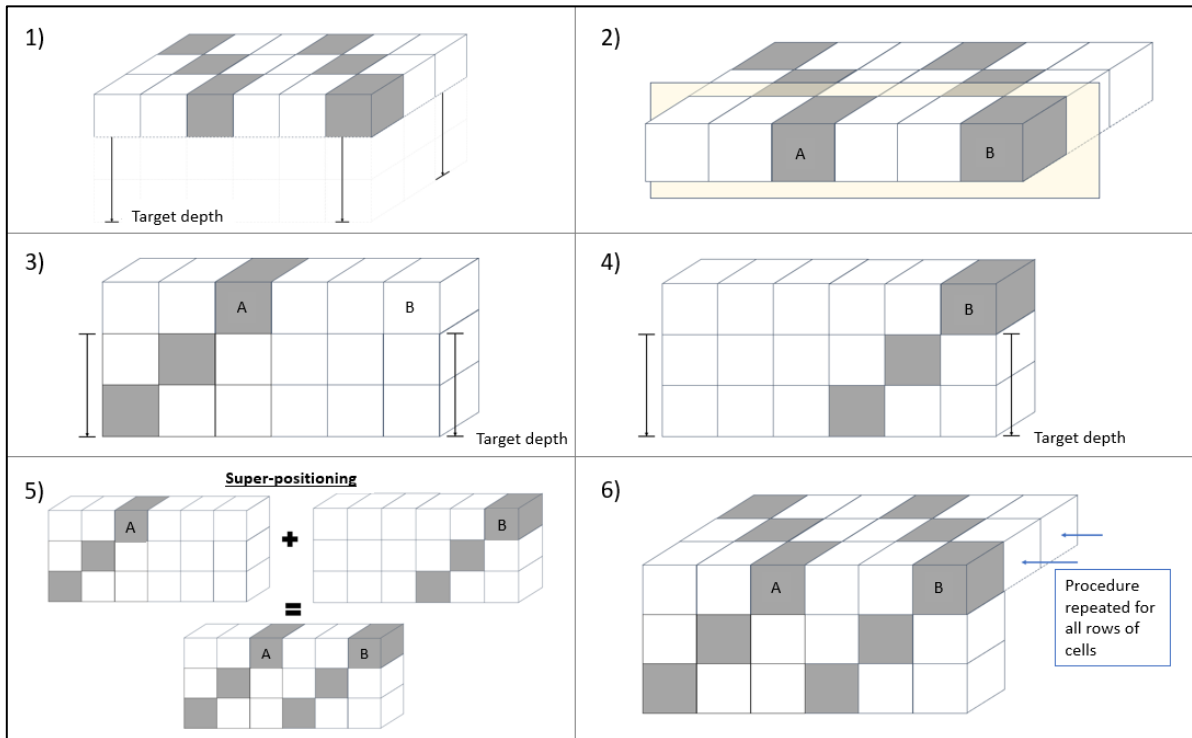 1)
Target depth
2)
A
B
3)
A
B
Target depth
4)
B
Target depth
5)
Super-positioning
A
+
B
=
A
B
6)
A
B
Procedure
repeated for
all rows of
cells